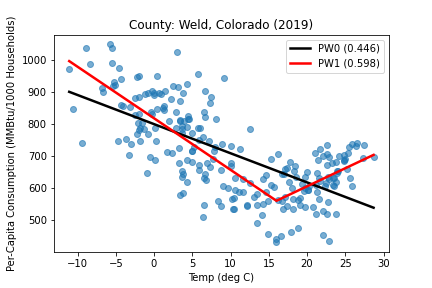 County: Weld, Colorado (2019)
PW0 (0.446)
PW1 (0.598)
Per-Capita Consumption (MMBtu/1000 Households)
1000
900
800
700
600
500
−10 −5 0 5 10 15 20 25 30
Temp (deg C)